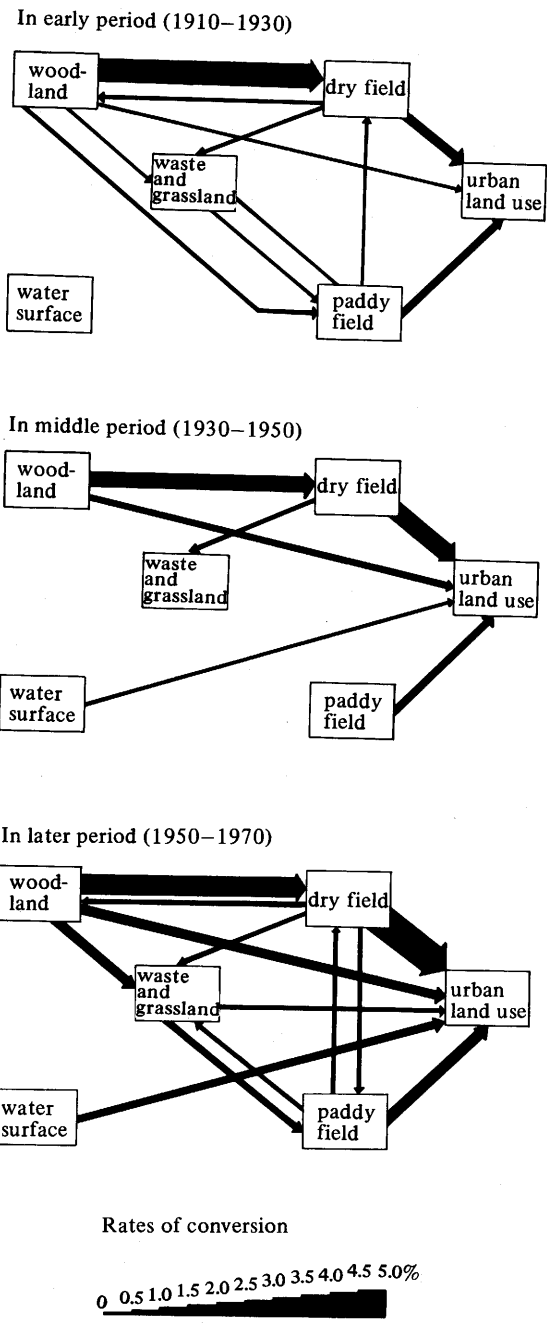 In early period (1910–1930)
wood-
land
dry field
waste
and
grassland
urban
land use
water
surface
paddy
field
In middle period (1930–1950)
wood-
land
dry field
waste
and
grassland
urban
land use
water
surface
paddy
field
In later period (1950–1970)
wood-
land
dry field
waste
and
grassland
urban
land use
water
surface
paddy
field
Rates of conversion
0 0.5 1.0 1.5 2.0 2.5 3.0 3.5 4.0 4.5 5.0%